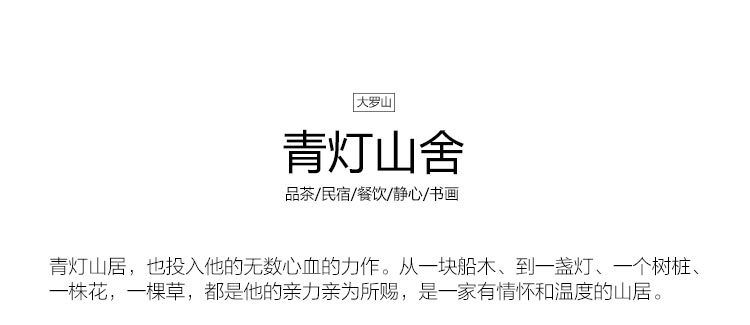 大罗山
青灯山舍
品茶/民宿/餐饮/静心/书画
青灯山居，也投入他的无数心血的力作。从一块船木、到一盏灯、一个树桩、
一株花，一棵草，都是他的亲力亲为所赐，是一家有情怀和温度的山居。